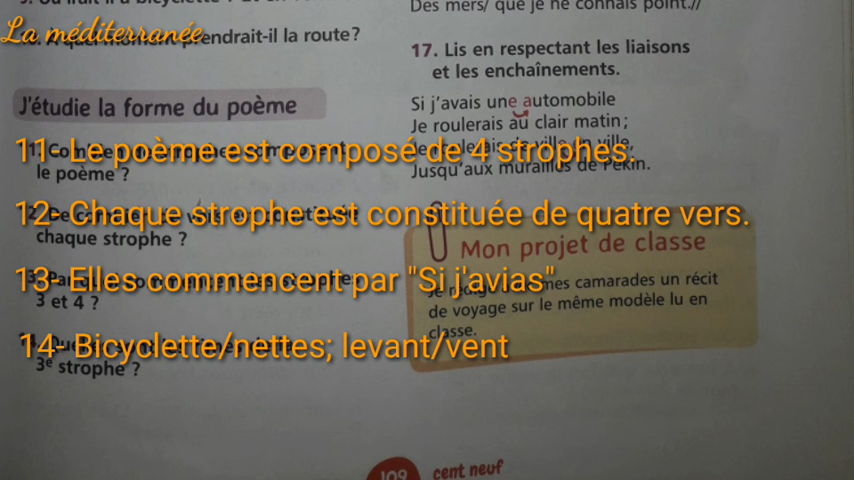 Des mers/ que je ne connais point.//
La méditerranée
prendrait-il la route?
17. Lis en respectant les liaisons
et les enchaînements.
J'étudie la forme du poème
Si j'avais une automobile
Je roulerais au clair matin;
Jusqu'aux murailles de Pékin.
11- Le poème est composé de 4 strophes.
le poème ?
12- Chaque strophe est constituée de quatre vers.
chaque strophe ?
13- Elles commencent par "Si j'avias"
3 et 4 ?
14- Bicyclette/nettes; levant/vent
3e strophe ?
Mon projet de classe
mes camarades un récit
de voyage sur le même modèle lu en
classe.
109
cent neuf